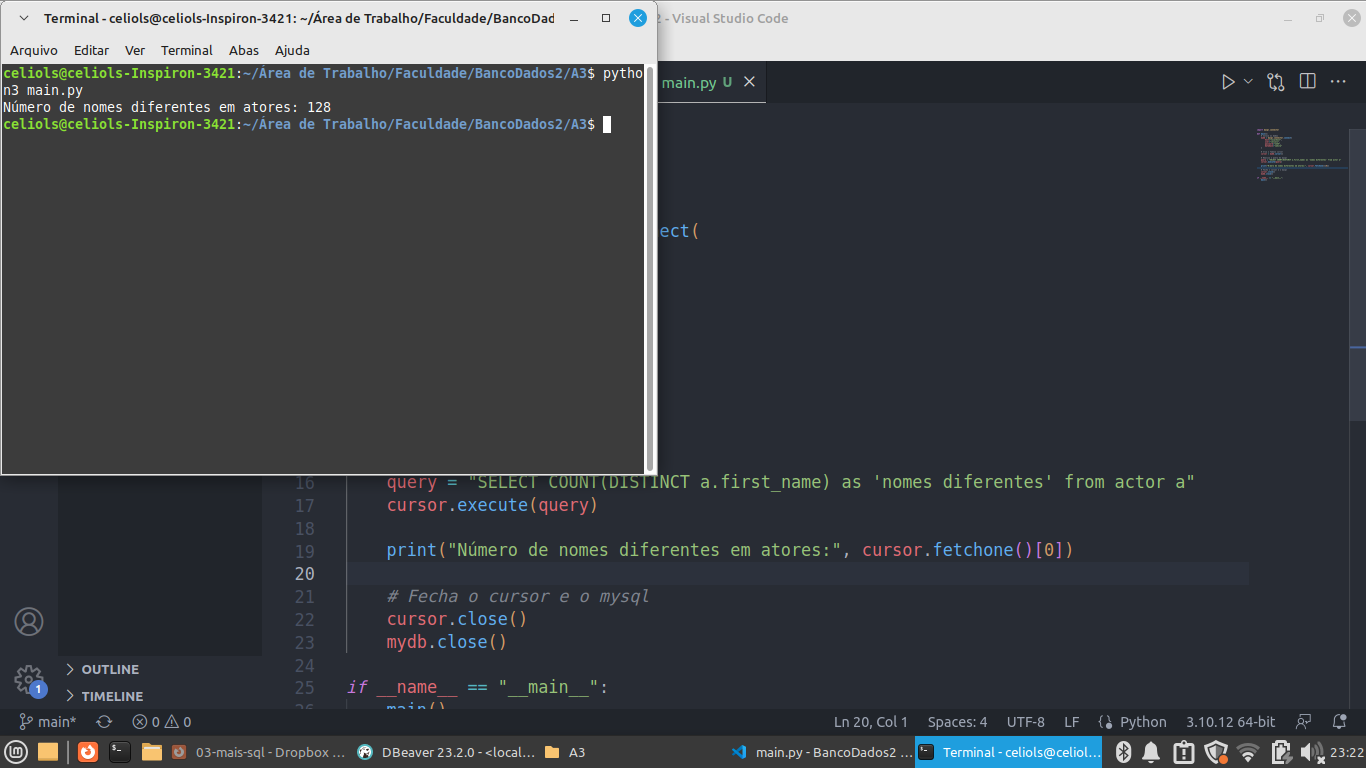 Terminal - celiols@celiols-Inspiron-3421: ~/Área de Trabalho/Faculdade/BancoDad
2 - Visual Studio Code
Arquivo Editar Ver Terminal Abas Ajuda
celiols@celiols-Inspiron-3421:~/Área de Trabalho/Faculdade/BancoDados2/A3$ pytho
n3 main.py
Número de nomes diferentes em atores: 128
celiols@celiols-Inspiron-3421:~/Área de Trabalho/Faculdade/BancoDados2/A3$
main.py U
ect(
16 query = "SELECT COUNT(DISTINCT a.first_name) as 'nomes diferentes' from actor a"
17 cursor.execute(query)
18
19 print("Número de nomes diferentes em atores:", cursor.fetchone()[0])
20
21 # Fecha o cursor e o mysql
22 cursor.close()
23 mydb.close()
24
25 if __name__ == "__main__":
26 main()
1
OUTLINE
TIMELINE
main* 0 0 Ln 20, Col 1 Spaces: 4 UTF-8 LF Python 3.10.12 64-bit
03-mais-sql - Dropbox ... DBeaver 23.2.0 - <local... A3 main.py - BancoDados2 ... Terminal - celiols@celiol... 23:22